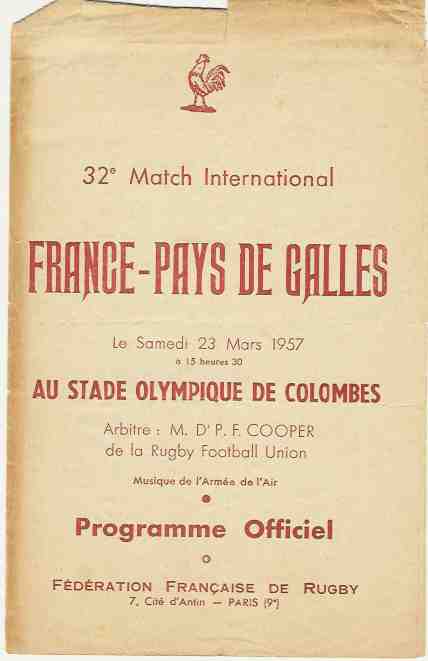 32e Match International
FRANCE-PAYS DE GALLES
Le Samedi 23 Mars 1957
à 15 heures 30
AU STADE OLYMPIQUE DE COLOMBES
Arbitre : M. Dr P. F. COOPER
de la Rugby Football Union
Musique de l'Armée de l'Air
Programme Officiel
FÉDÉRATION FRANÇAISE DE RUGBY
7, Cité d'Antin — PARIS (9e)